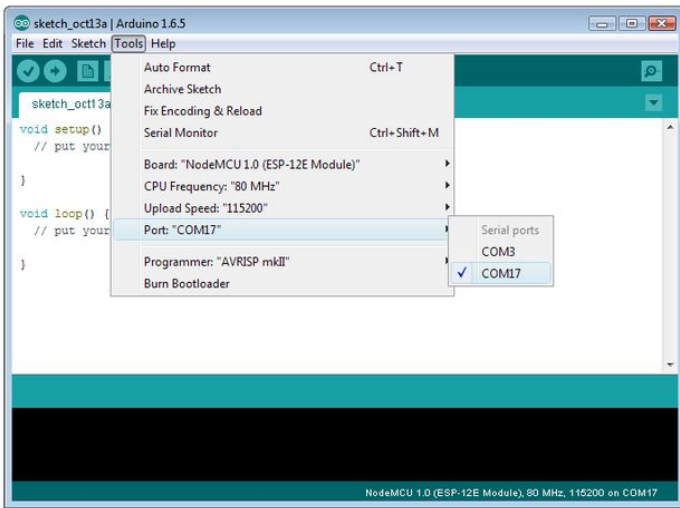 sketch_oct13a | Arduino 1.6.5
File Edit Sketch Tools Help
sketch_oct13a
void setup()
// put your
}
void loop() {
// put your
}
Auto Format Ctrl+T
Archive Sketch
Fix Encoding & Reload
Serial Monitor Ctrl+Shift+M
Board: "NodeMCU 1.0 (ESP-12E Module)"
CPU Frequency: "80 MHz"
Upload Speed: "115200"
Port: "COM17"
Programmer: "AVRISP mkII"
Burn Bootloader
Serial ports
COM3
COM17
NodeMCU 1.0 (ESP-12E Module), 80 MHz, 115200 on COM17